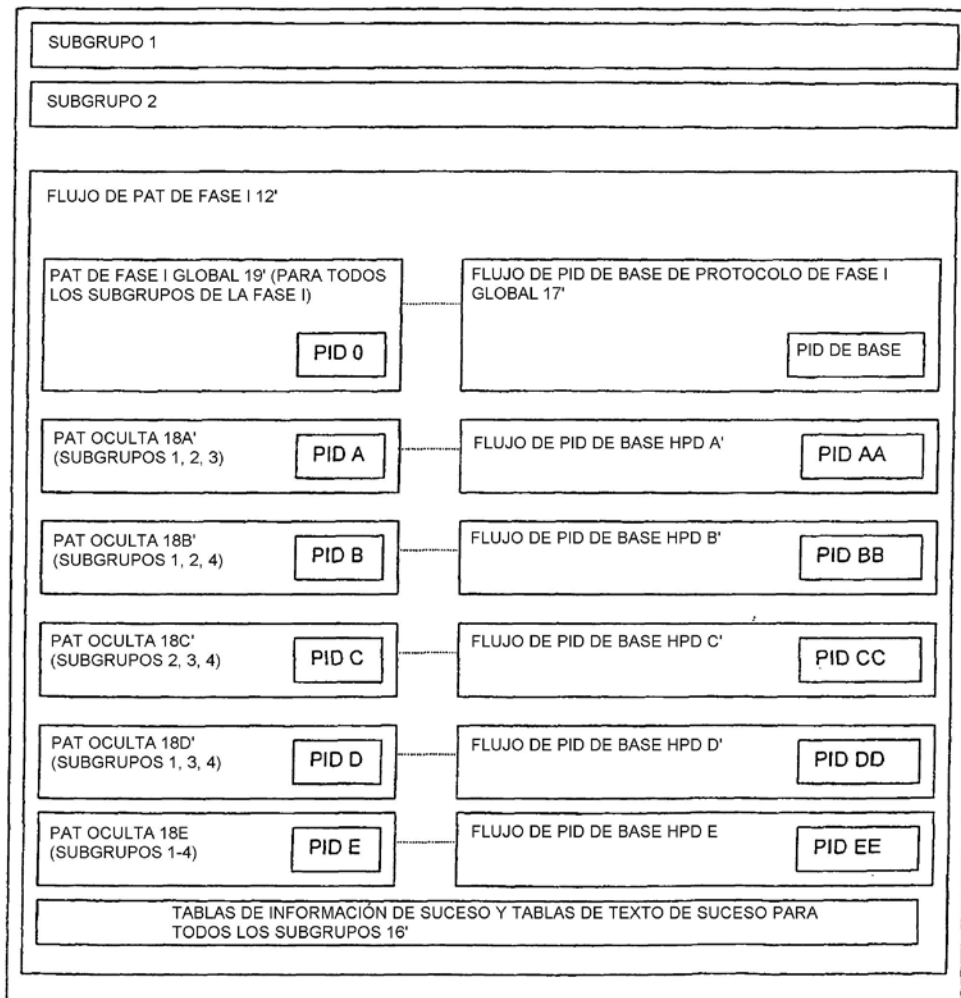 SUBGRUPO 1
SUBGRUPO 2
FLUJO DE PAT DE FASE I 12'
PAT DE FASE I GLOBAL 19' (PARA TODOS
LOS SUBGRUPOS DE LA FASE I)
PID 0
FLUJO DE PID DE BASE DE PROTOCOLO DE FASE I
GLOBAL 17'
PID DE BASE
PAT OCULTA 18A'
(SUBGRUPOS 1, 2, 3)
PID A
FLUJO DE PID DE BASE HPD A'
PID AA
PAT OCULTA 18B'
(SUBGRUPOS 1, 2, 4)
PID B
FLUJO DE PID DE BASE HPD B'
PID BB
PAT OCULTA 18C'
(SUBGRUPOS 2, 3, 4)
PID C
FLUJO DE PID DE BASE HPD C'
PID CC
PAT OCULTA 18D'
(SUBGRUPOS 1, 3, 4)
PID D
FLUJO DE PID DE BASE HPD D'
PID DD
PAT OCULTA 18E
(SUBGRUPOS 1-4)
PID E
FLUJO DE PID DE BASE HPD E
PID EE
TABLAS DE INFORMACIÓN DE SUCESO Y TABLAS DE TEXTO DE SUCESO PARA
TODOS LOS SUBGRUPOS 16'